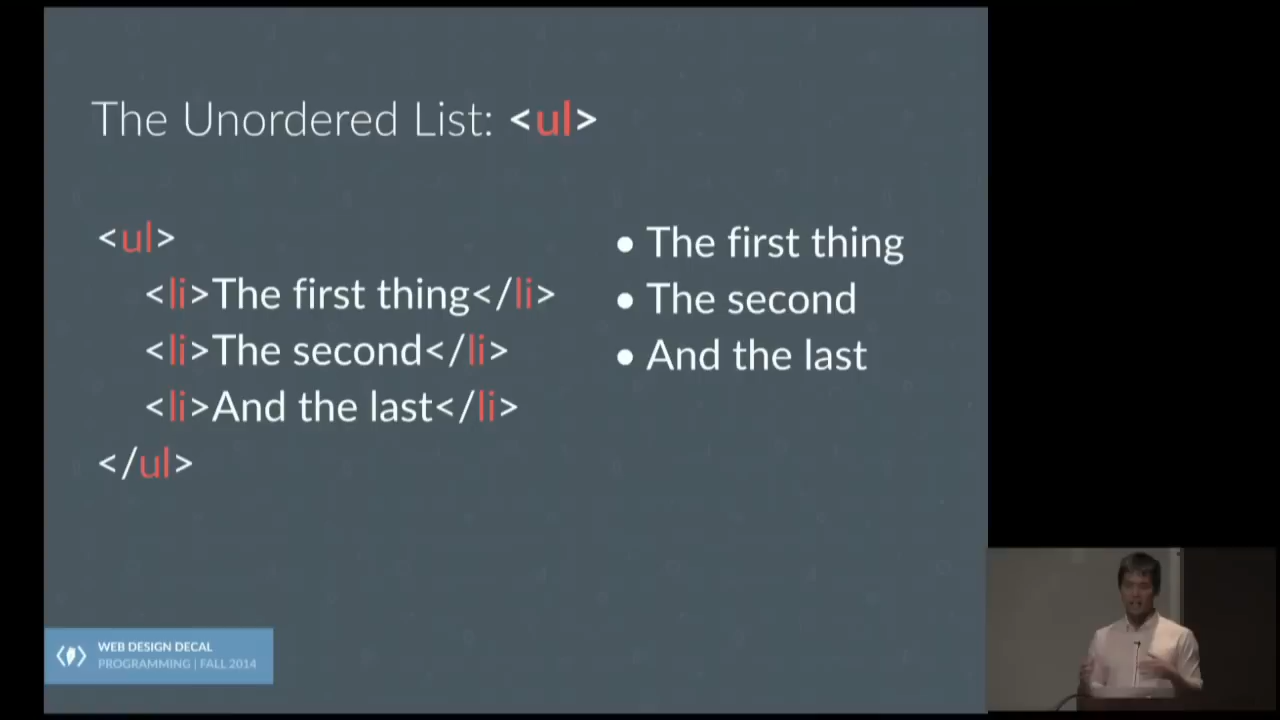 The Unordered List: <ul>
<ul>
<li>The first thing</li>
<li>The second</li>
<li>And the last</li>
</ul>
• The first thing
• The second
• And the last
WEB DESIGN DECAL
PROGRAMMING | FALL 2014